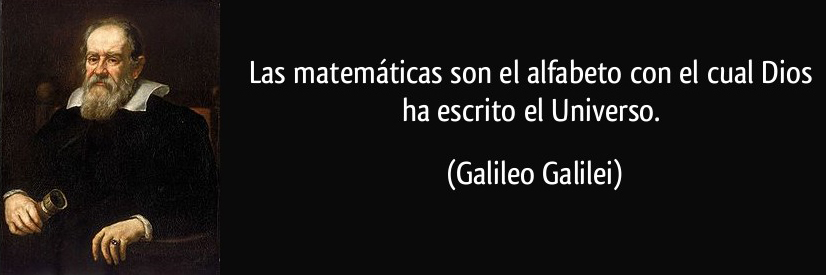 Las matemáticas son el alfabeto con el cual Dios
ha escrito el Universo.
(Galileo Galilei)